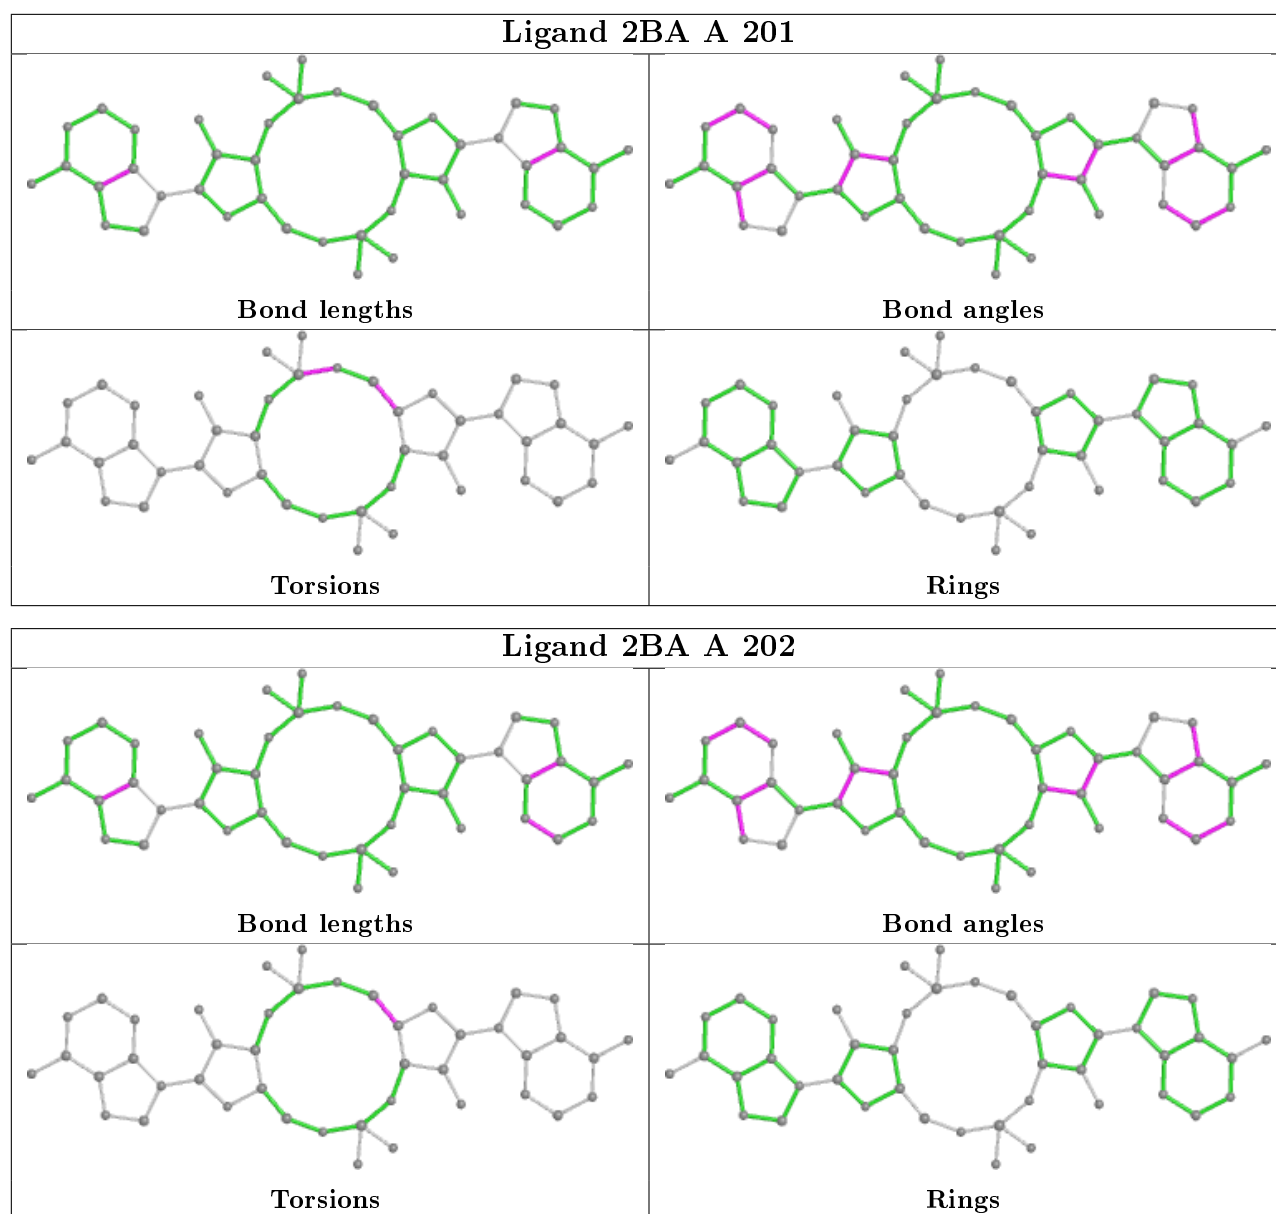 Ligand 2BA A 201
Bond lengths
Bond angles
Torsions
Rings
Ligand 2BA A 202
Bond lengths
Bond angles
Torsions
Rings